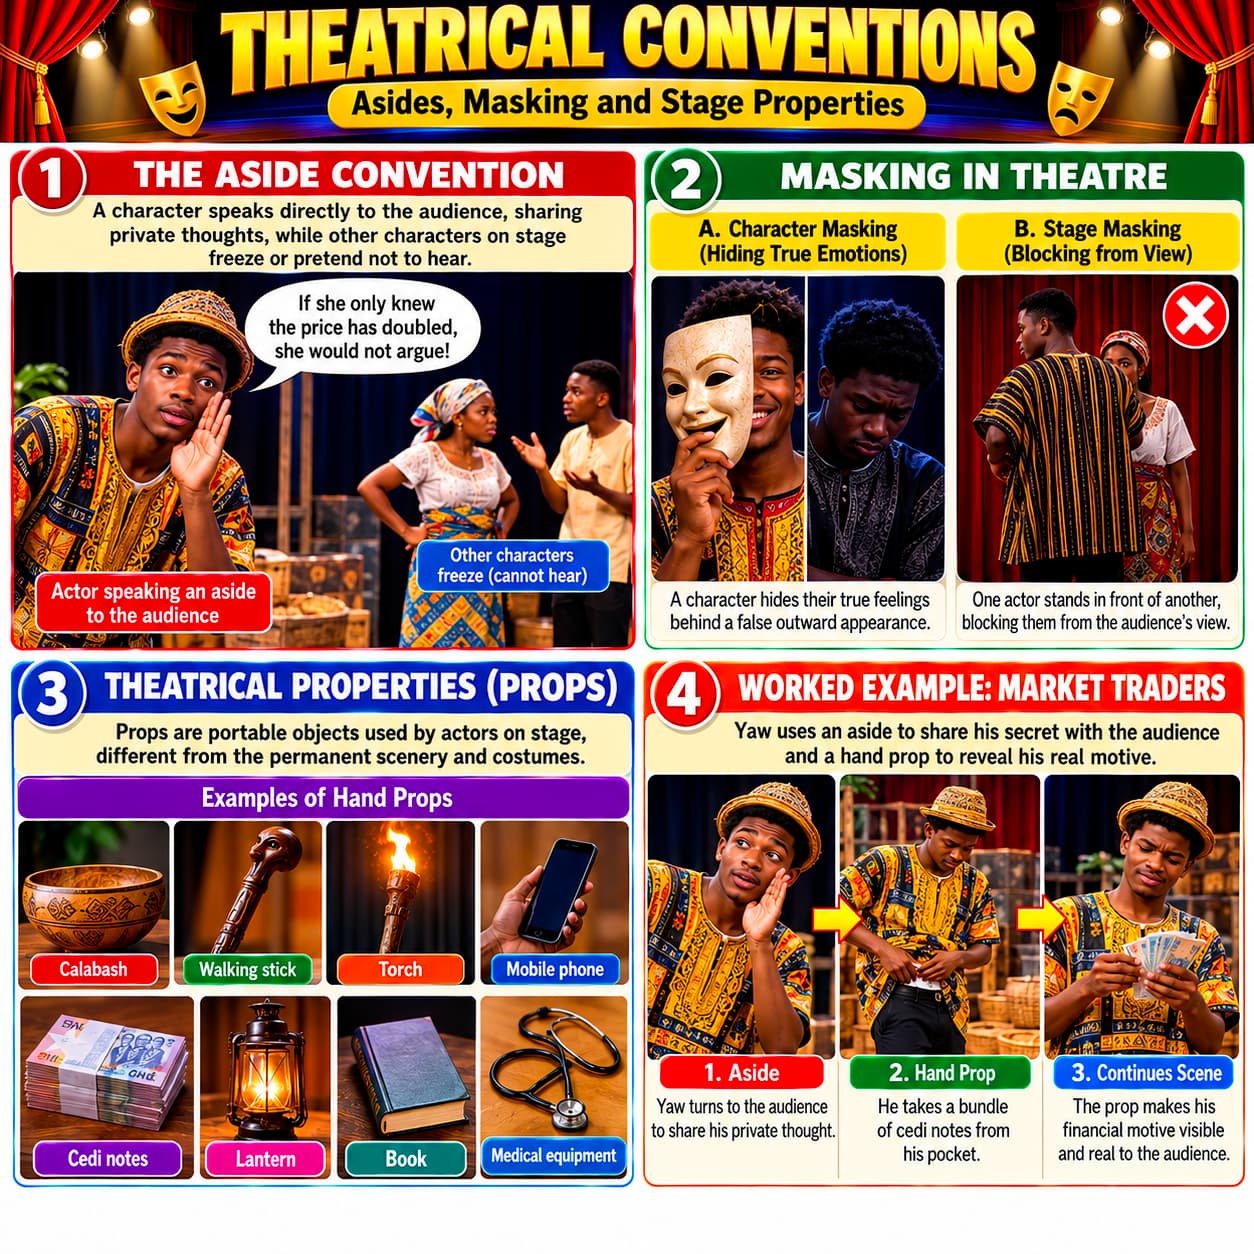 THEATRICAL CONVENTIONS
Asides, Masking and Stage Properties
1 THE ASIDE CONVENTION
A character speaks directly to the audience, sharing
private thoughts, while other characters on stage
freeze or pretend not to hear.
If she only knew
the price has doubled,
she would not argue!
Other characters
freeze (cannot hear)
Actor speaking an aside
to the audience
2 MASKING IN THEATRE
A. Character Masking
(Hiding True Emotions)
B. Stage Masking
(Blocking from View)
A character hides their true feelings
behind a false outward appearance.
One actor stands in front of another,
blocking them from the audience's view.
3 THEATRICAL PROPERTIES (PROPS)
Props are portable objects used by actors on stage,
different from the permanent scenery and costumes.
Examples of Hand Props
Calabash
Walking stick
Torch
Mobile phone
Cedi notes
Lantern
Book
Medical equipment
4 WORKED EXAMPLE: MARKET TRADERS
Yaw uses an aside to share his secret with the audience
and a hand prop to reveal his real motive.
1. Aside
Yaw turns to the audience
to share his private thought.
2. Hand Prop
He takes a bundle
of cedi notes from
his pocket.
3. Continues Scene
The prop makes his
financial motive visible
and real to the audience.